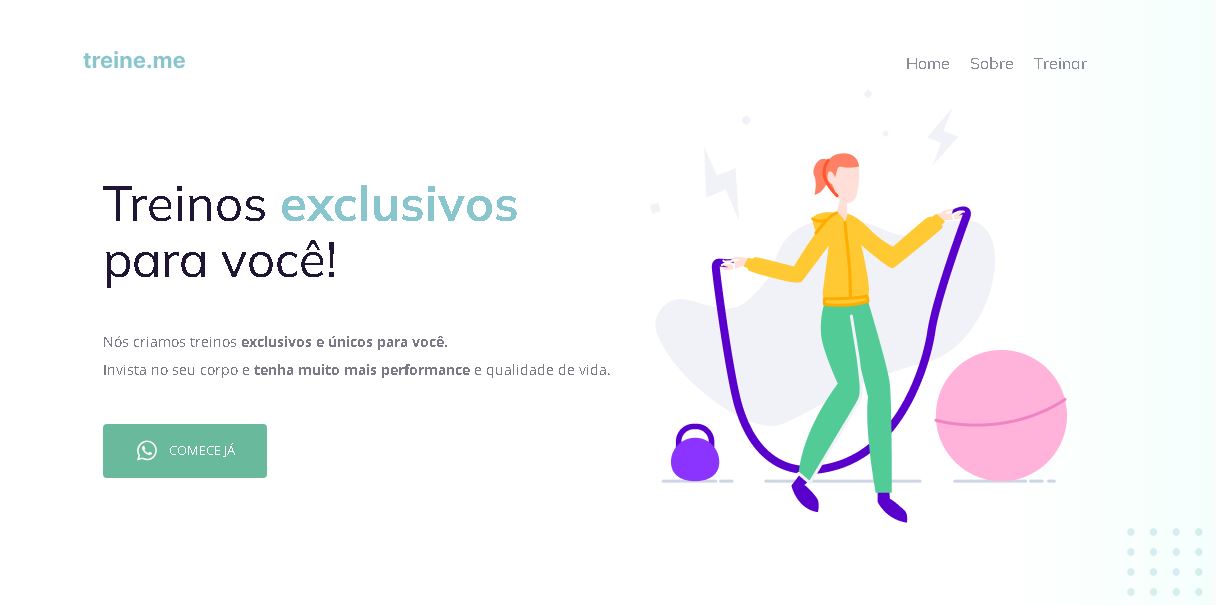 treine.me
Home Sobre Treinar
Treinos exclusivos
para você!
Nós criamos treinos exclusivos e únicos para você.
Invista no seu corpo e tenha muito mais performance e qualidade de vida.
COMECE JÁ